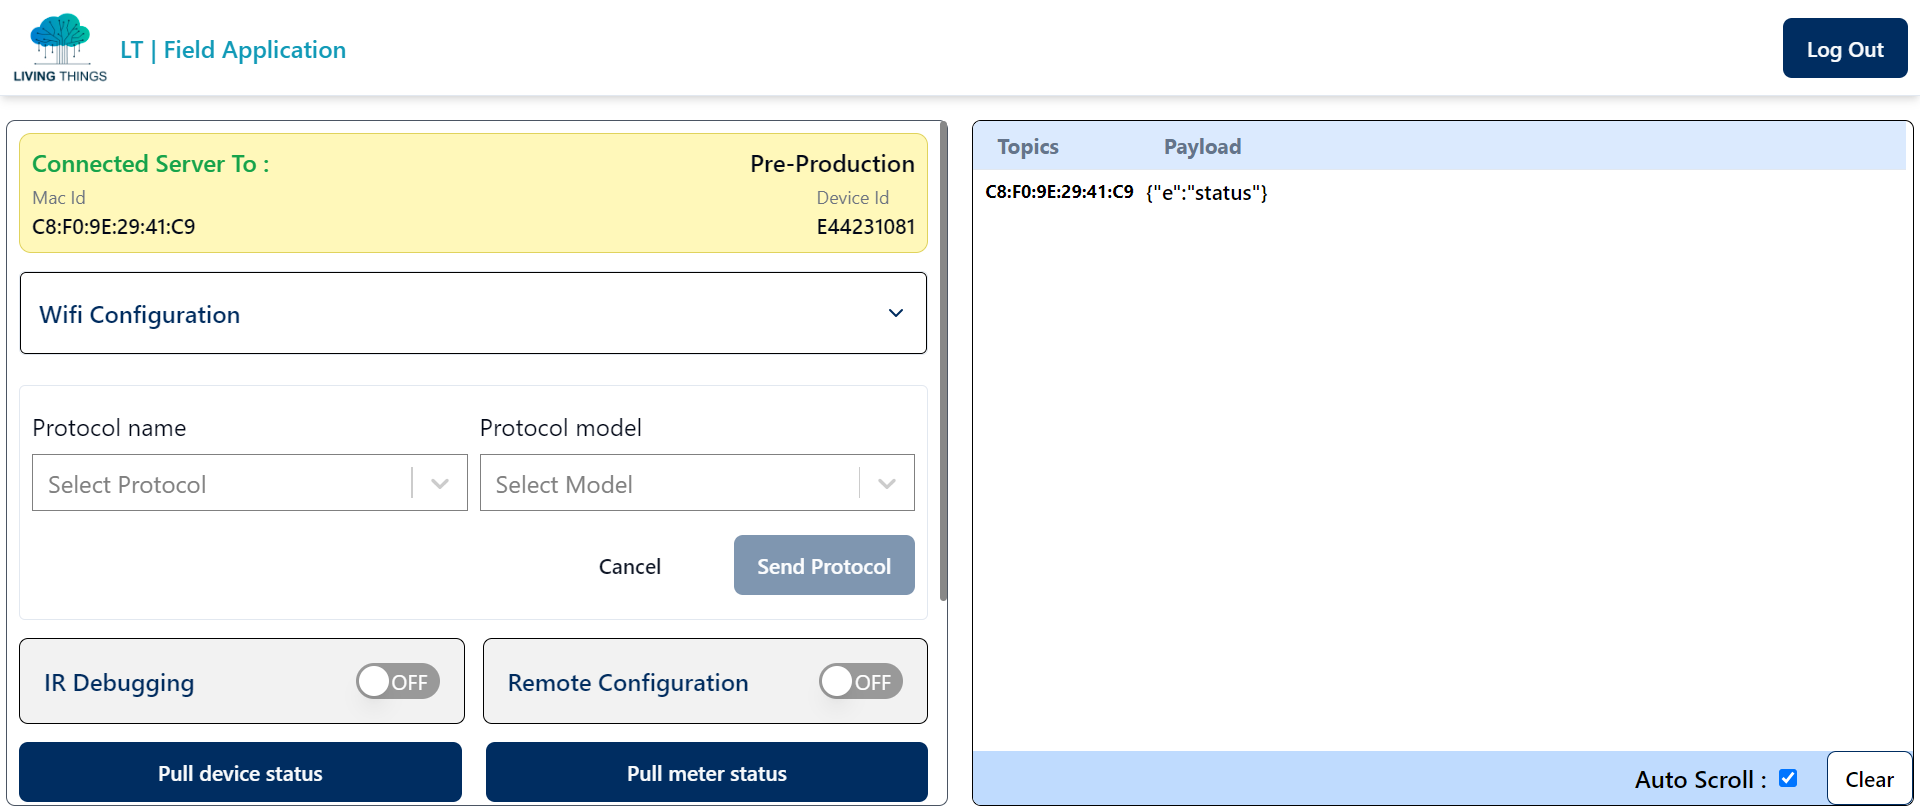 LIVING THINGS
LT | Field Application
Log Out
Connected Server To :
Pre-Production
Mac Id
Device Id
C8:F0:9E:29:41:C9
E44231081
Wifi Configuration
Protocol name
Protocol model
Select Protocol
Select Model
Cancel
Send Protocol
IR Debugging
OFF
Remote Configuration
OFF
Pull device status
Pull meter status
Topics
Payload
C8:F0:9E:29:41:C9 {"e":"status"}
Auto Scroll :
Clear